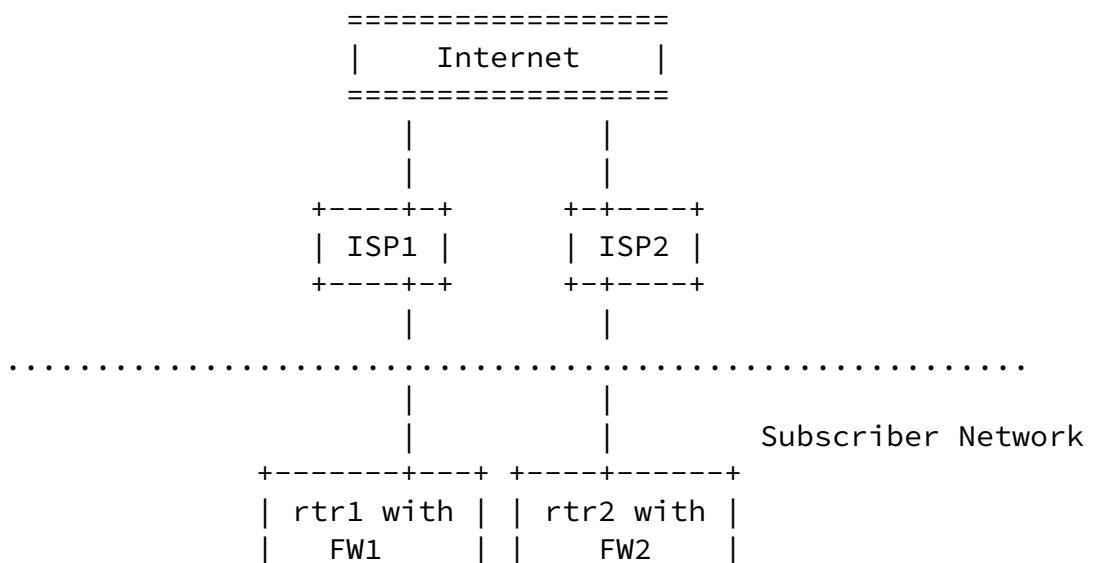 ==================
|    Internet    |
==================
|          |
|          |
+----+-+      +-+----+
| ISP1 |      | ISP2 |
+----+-+      +-+----+
|          |
.........................................................
|          |
|          |        Subscriber Network
+-------+---+ +----+------+
| rtr1 with | | rtr2 with |
|    FW1    | |    FW2    |